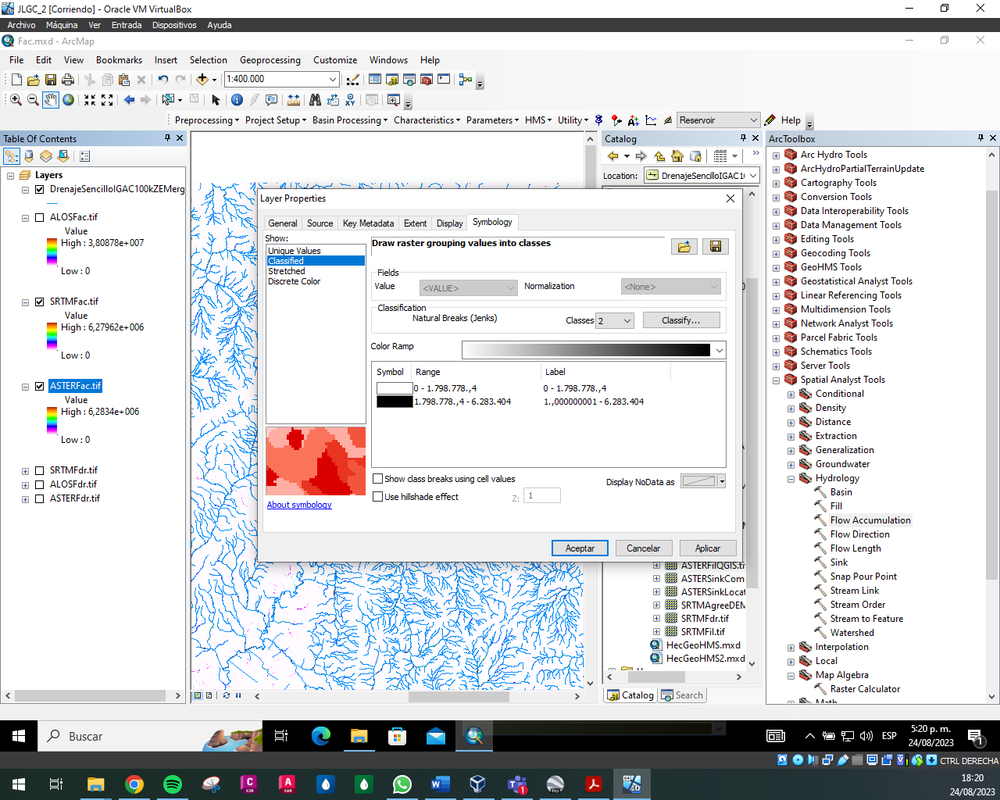 JLGC_2 [Corriendo] - Oracle VM VirtualBox
Archivo Máquina Ver Entrada Dispositivos Ayuda
Fac.mxd - ArcMap
File Edit View Bookmarks Insert Selection Geoprocessing Customize Windows Help
1:400.000
Preprocessing Project Setup Basin Processing Characteristics Parameters HMS Utility Reservoir Help
Table Of Contents
Layers
DrenajeSencilloIGAC100kZEMerg
ALOSFac.tif
Value
High : 3,80878e+007
Low : 0
SRTMFac.tif
Value
High : 6,27962e+006
Low : 0
ASTERFac.tif
Value
High : 6,2834e+006
Low : 0
SRTMFdr.tif
ALOSFdr.tif
ASTERFdr.tif
Layer Properties
General Source Key Metadata Extent Display Symbology
Show:
Unique Values
Classified
Stretched
Discrete Color
About symbology
Draw raster grouping values into classes
Fields
Value <VALUE> Normalization <None>
Classification
Natural Breaks (Jenks) Classes 2 Classify...
Color Ramp
Symbol Range Label
0 - 1.798.778.,4 0 - 1.798.778.,4
1.798.778.,4 - 6.283.404 1.,000000001 - 6.283.404
Show class breaks using cell values Display NoData as
Use hillshade effect Z: 1
Aceptar Cancelar Aplicar
Catalog
Location: DrenajeSencilloIGAC10
ASTERFilQGIS.ti
ASTERSinkCom
ASTERSinkLocat
SRTMAgreeDEM
SRTMFdr.tif
SRTMFil.tif
HecGeoHMS.mxd
HecGeoHMS2.mxd
Catalog Search
ArcToolbox
Arc Hydro Tools
ArcHydroPartialTerrainUpdate
Cartography Tools
Conversion Tools
Data Interoperability Tools
Data Management Tools
Editing Tools
Geocoding Tools
GeoHMS Tools
Geostatistical Analyst Tools
Linear Referencing Tools
Multidimension Tools
Network Analyst Tools
Parcel Fabric Tools
Schematics Tools
Server Tools
Spatial Analyst Tools
Conditional
Density
Distance
Extraction
Generalization
Groundwater
Hydrology
Basin
Fill
Flow Accumulation
Flow Direction
Flow Length
Sink
Snap Pour Point
Stream Link
Stream Order
Stream to Feature
Watershed
Interpolation
Local
Map Algebra
Raster Calculator
Math
Buscar
ESP
5:20 p. m.
24/08/2023
1
CTRL DERECHA
18:20
24/08/2023